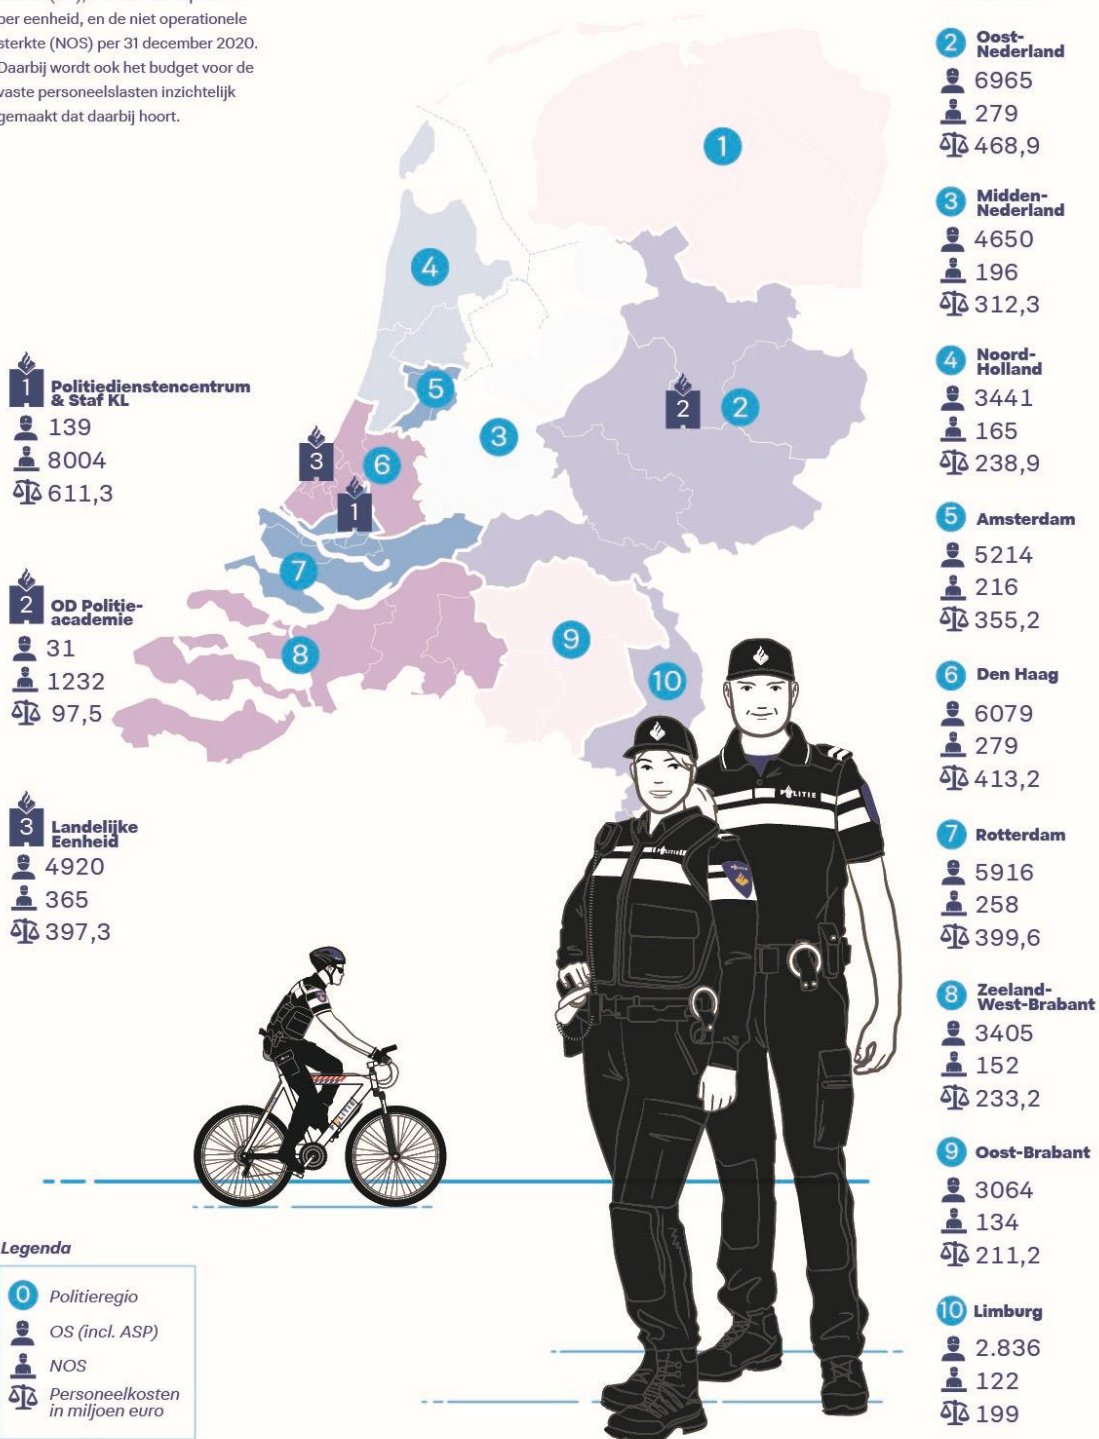 per eenheid, en de niet operationele
sterkte (NOS) per 31 december 2020.
Daarbij wordt ook het budget voor de
vaste personeelslasten inzichtelijk
gemaakt dat daarbij hoort.
1 Politiedienstencentrum
& Staf KL
139
8004
611,3
2 OD Politie-
academie
31
1232
97,5
3 Landelijke
Eenheid
4920
365
397,3
1
4
5
2
2
3
3
6
1
7
8
9
10
POLITIE
POLITIE
POLITIE
2 Oost-
Nederland
6965
279
468,9
3 Midden-
Nederland
4650
196
312,3
4 Noord-
Holland
3441
165
238,9
5 Amsterdam
5214
216
355,2
6 Den Haag
6079
279
413,2
7 Rotterdam
5916
258
399,6
8 Zeeland-
West-Brabant
3405
152
233,2
9 Oost-Brabant
3064
134
211,2
10 Limburg
2.836
122
199
Legenda
0 Politieregio
OS (incl. ASP)
NOS
Personeelkosten
in miljoen euro